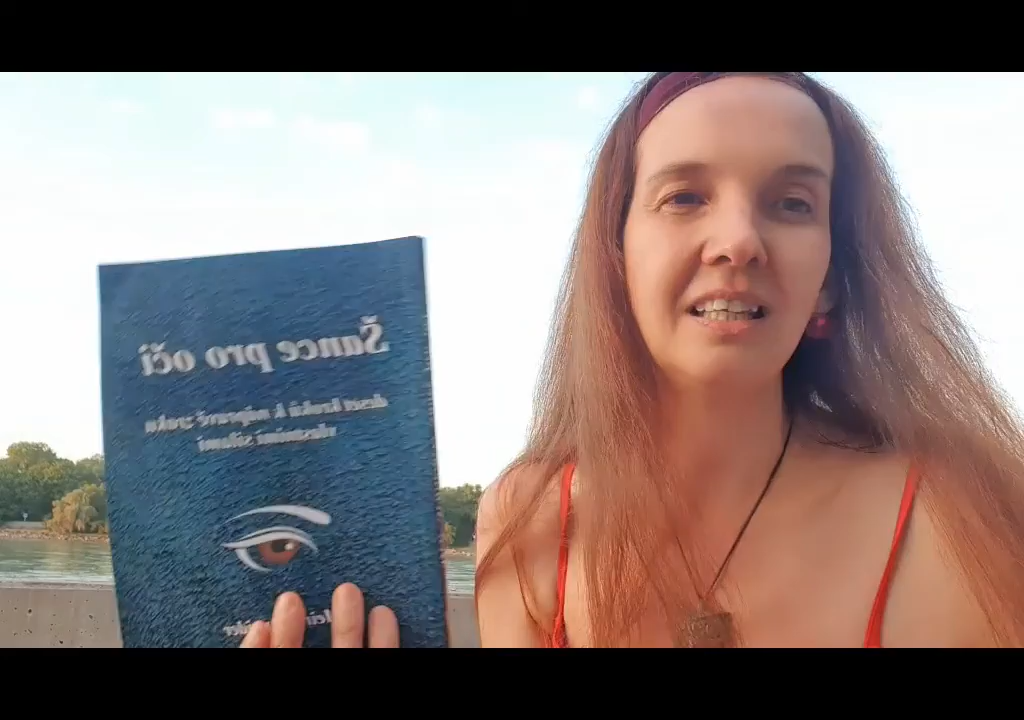 Šance pro oči
deset kroků k nápravě zraku
vlastními silami